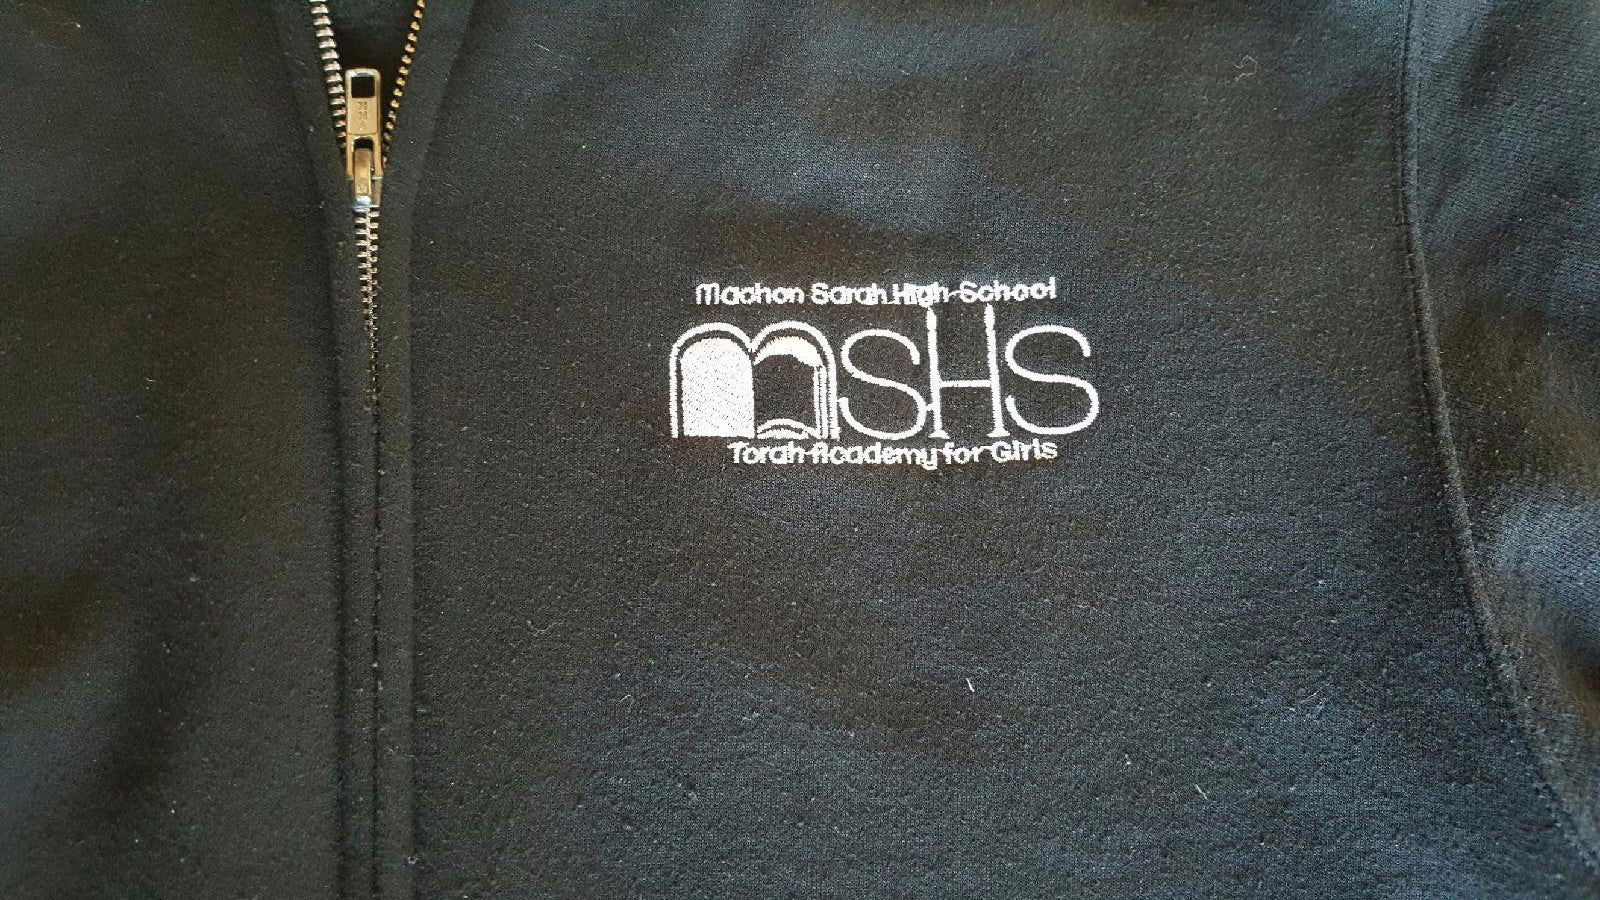 Machon Sarah High School
MSHS
Torah Academy for Girls